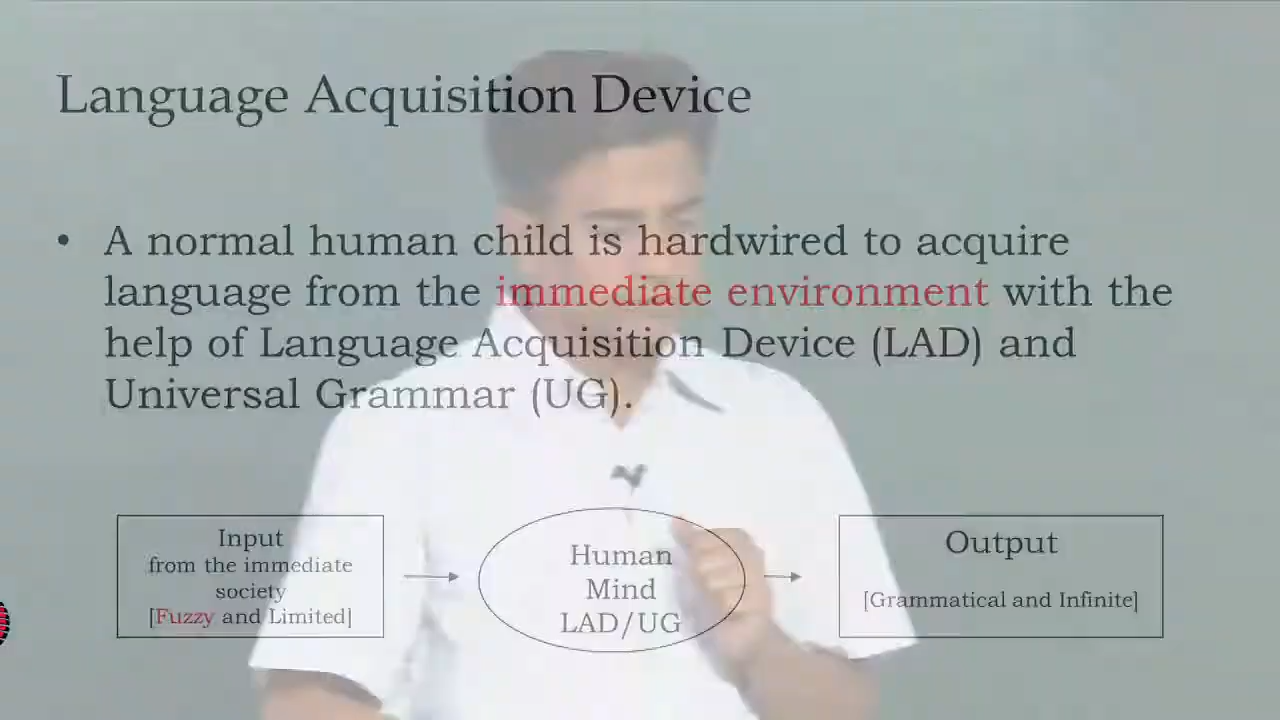 Language Acquisition Device
• A normal human child is hardwired to acquire
language from the immediate environment with the
help of Language Acquisition Device (LAD) and
Universal Grammar (UG).
Input
from the immediate
society
[Fuzzy and Limited]
Human
Mind
LAD/UG
Output
[Grammatical and Infinite]